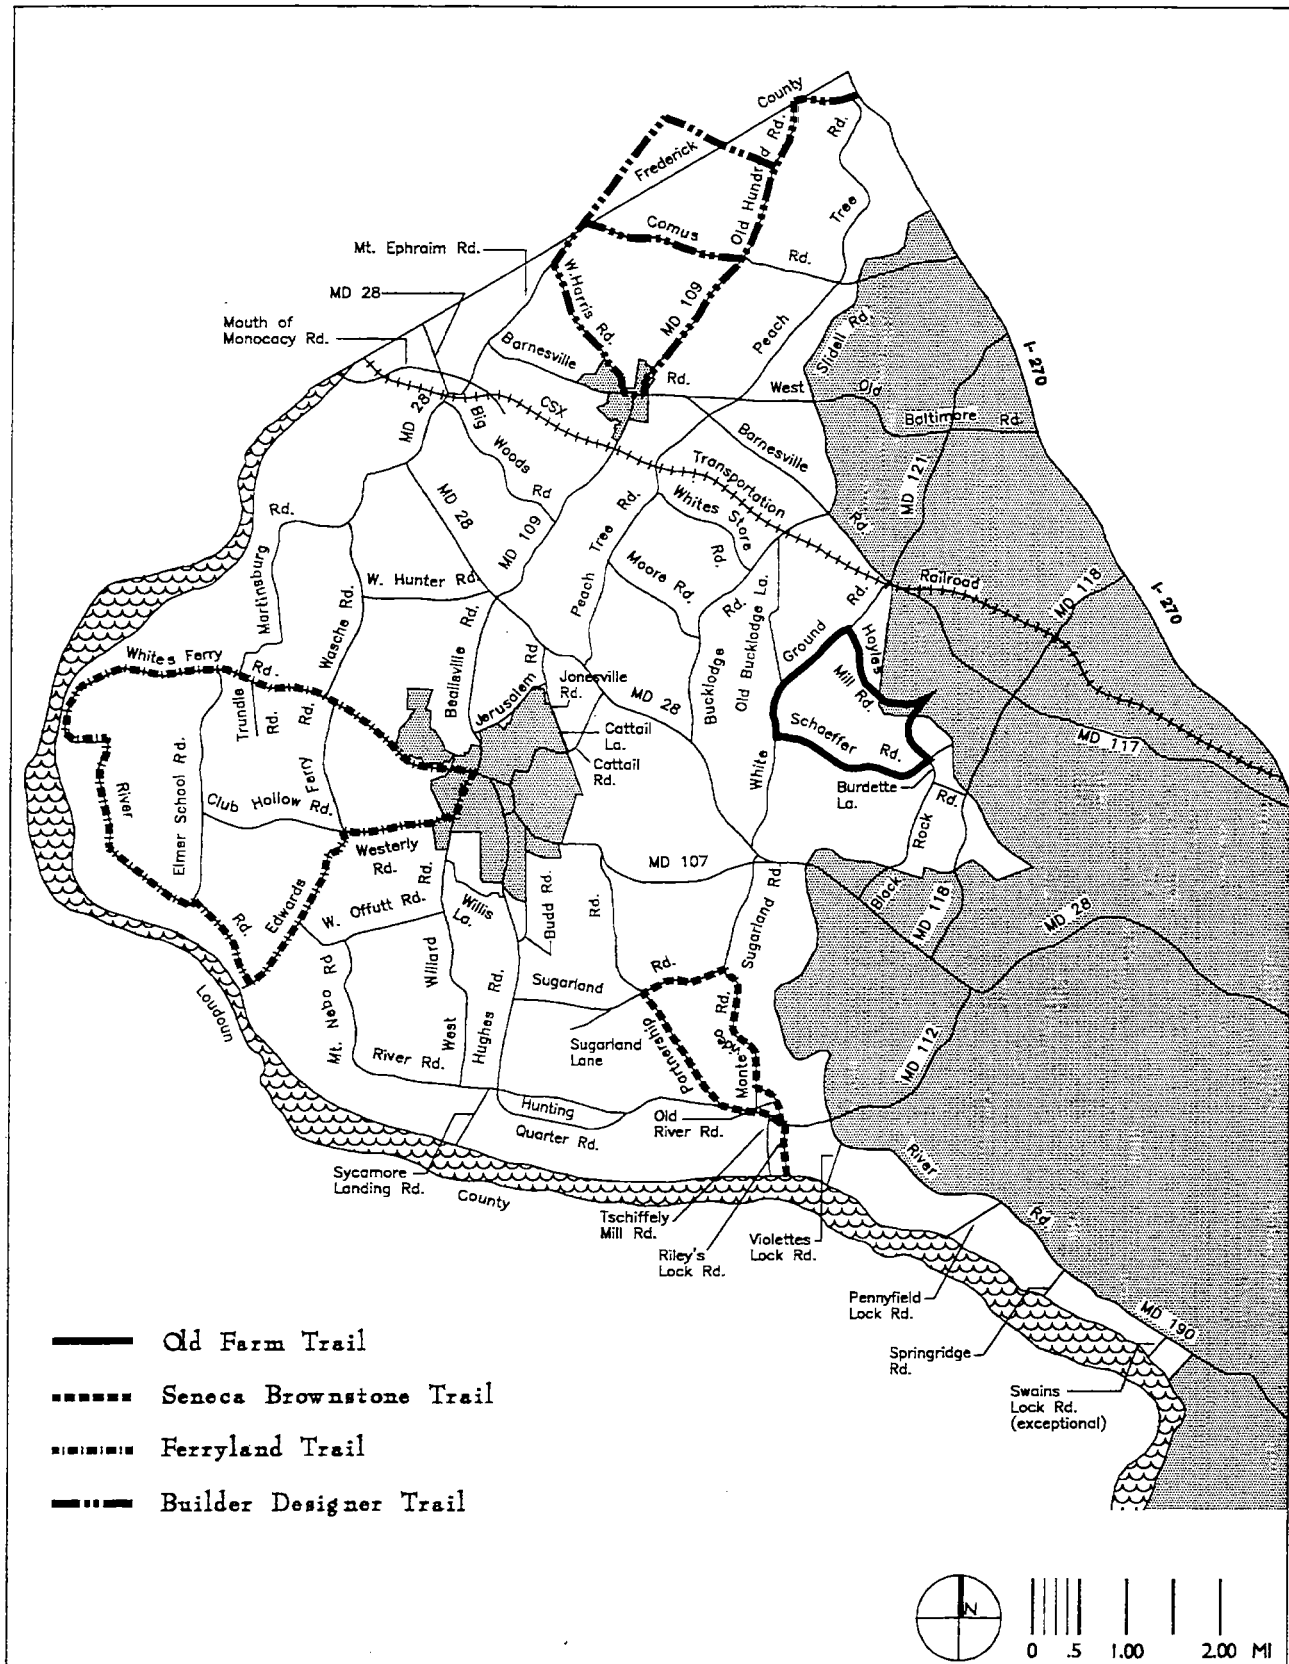 County
Frederick
Old Hundred Rd.
Rd.
Tree
Comus
Rd.
Mt. Ephraim Rd.
MD 28
W. Harris Rd.
MD 109
Mouth of
Monocacy Rd.
Barnesville
Rd.
Peach
Slidell Rd.
I-270
West
Old
Baltimore Rd.
CSX
MD 28
Big
Woods
Rd
Barnesville
Rd
Transportation
Railroad
MD 121
MD 118
I-270
Rd.
Whites Store
Rd.
MD 28
MD 109
Peach Tree
Rd.
Moore Rd.
Martinsburg
Rd.
W. Hunter Rd.
Wasche Rd.
Beallsville
Rd.
Jerusalem
Rd
Jonesville
Rd.
Bucklodge
Rd.
Old Bucklodge La.
Ground
Rd.
Hoyles
Mill Rd.
Whites Ferry
Rd.
Trundle
Rd.
MD 28
Cattail
La.
Cattail
Rd.
White
Schaeffer
Rd.
MD 117
Burdette
La.
River
Elmer School Rd.
Club Hollow Rd.
Ferry
Rd.
Westerly
Rd.
MD 107
Rock
Rd.
Black
MD 118
MD 28
Rd.
Edwards
W. Offutt Rd.
Rd.
Willis
La.
Budd Rd.
Rd.
Sugarland Rd.
Loudoun
Mt. Nebo Rd
Willard
West
Hughes
Rd.
Sugarland
Rd.
Partnership
Montevideo
Rd.
Sugarland
Lane
River Rd.
MD 112
Hunting
Quarter Rd.
Old
River Rd.
Sycamore
Landing Rd.
County
Tschiffely
Mill Rd.
Riley's
Lock Rd.
Violettes
Lock Rd.
River
Rd.
Pennyfield
Lock Rd.
MD 190
Springridge
Rd.
Swains
Lock Rd.
(exceptional)
Old Farm Trail
Seneca Brownstone Trail
Ferryland Trail
Builder Designer Trail
N
0 .5 1.00 2.00 MI